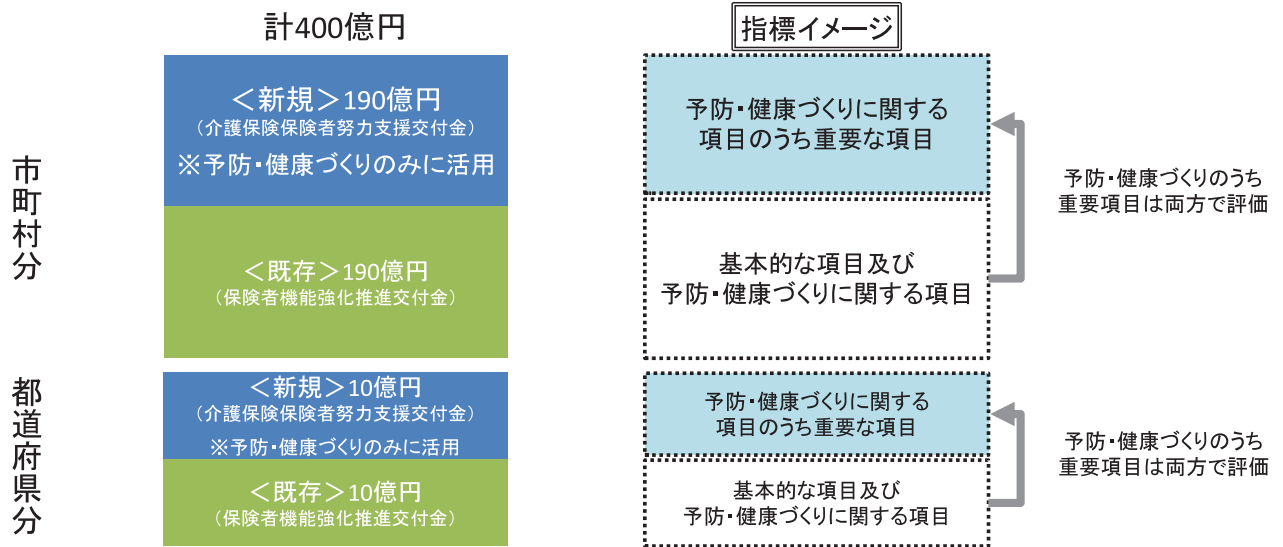 計400億円
指標イメージ
市町村分
＜新規＞190億円
（介護保険保険者努力支援交付金）
※予防・健康づくりのみに活用
＜既存＞190億円
（保険者機能強化推進交付金）
予防・健康づくりに関する
項目のうち重要な項目
基本的な項目及び
予防・健康づくりに関する項目
予防・健康づくりのうち
重要項目は両方で評価
都道府県分
＜新規＞10億円
（介護保険保険者努力支援交付金）
※予防・健康づくりのみに活用
＜既存＞10億円
（保険者機能強化推進交付金）
予防・健康づくりに関する
項目のうち重要な項目
基本的な項目及び
予防・健康づくりに関する項目
予防・健康づくりのうち
重要項目は両方で評価